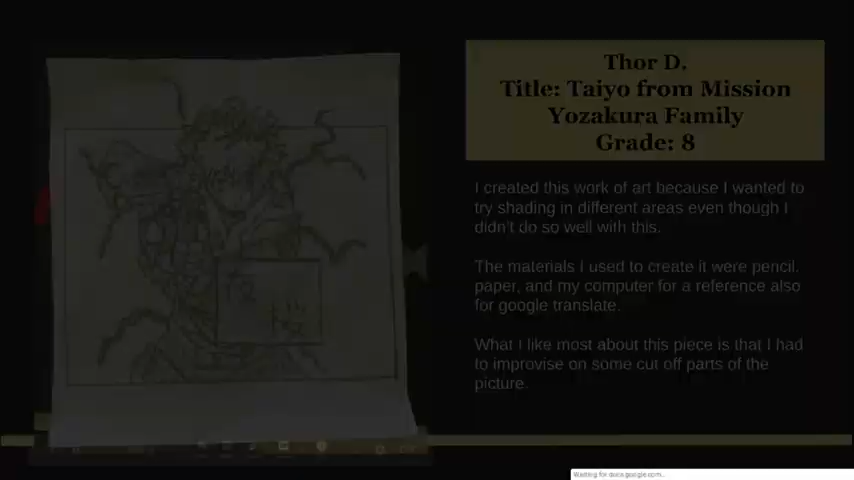 Thor D.
Title: Taiyo from Mission
Yozakura Family
Grade: 8
I created this work of art because I wanted to
try shading in different areas even though I
didn't do so well with this.
The materials I used to create it were pencil,
paper, and my computer for a reference also
for google translate.
What I like most about this piece is that I had
to improvise on some cut off parts of the
picture.
Waiting for docs.google.com...